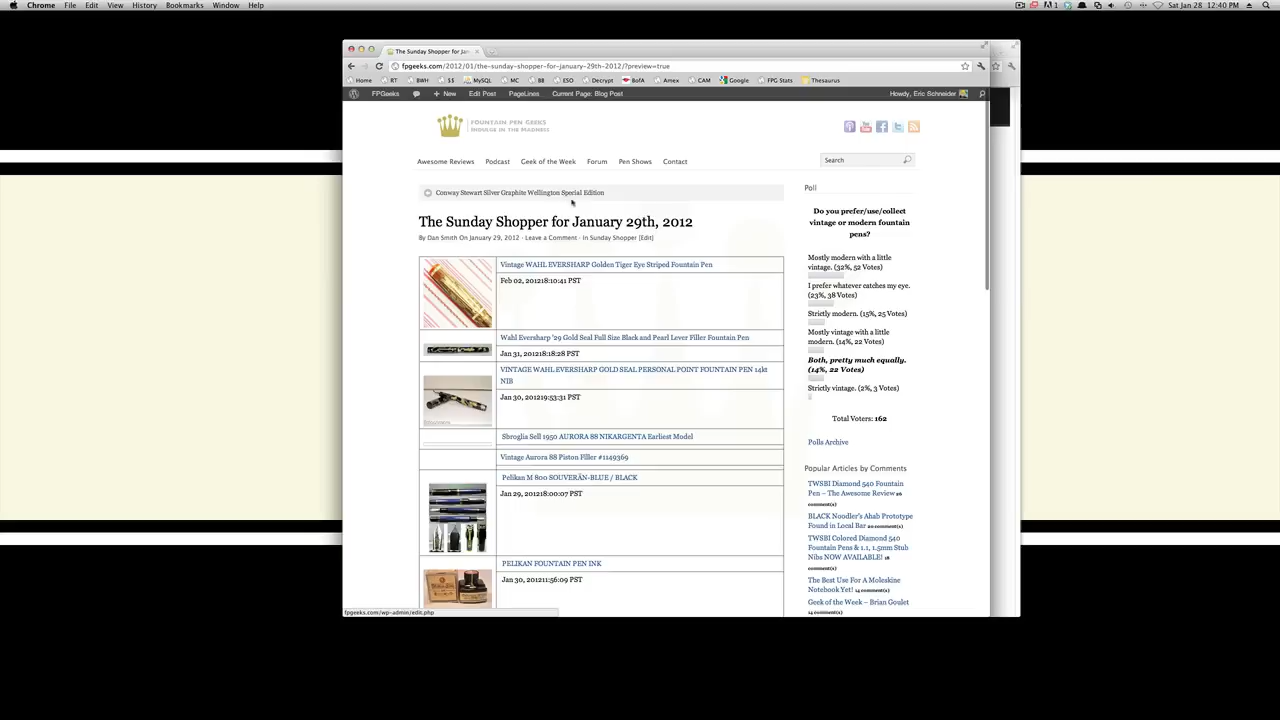 Chrome File Edit View History Bookmarks Window Help
1 Sat Jan 28 12:40 PM
The Sunday Shopper for Jan
fpgeeks.com/2012/01/the-sunday-shopper-for-january-29th-2012/?preview=true
Home RT BWH $$ MySQL MC BB ESO Decrypt BofA Amex CAM Google FPG Stats Thesaurus
FPGeeks + New Edit Post PageLines Current Page: Blog Post Howdy, Eric Schneider
FOUNTAIN PEN GEEKS
INDULGE IN THE MADNESS
Awesome Reviews Podcast Geek of the Week Forum Pen Shows Contact
Search
Conway Stewart Silver Graphite Wellington Special Edition
The Sunday Shopper for January 29th, 2012
By Dan Smith On January 29, 2012 · Leave a Comment · In Sunday Shopper [Edit]
Vintage WAHL EVERSHARP Golden Tiger Eye Striped Fountain Pen
Feb 02, 201218:10:41 PST
Wahl Eversharp '29 Gold Seal Full Size Black and Pearl Lever Filler Fountain Pen
Jan 31, 201218:18:28 PST
VINTAGE WAHL EVERSHARP GOLD SEAL PERSONAL POINT FOUNTAIN PEN 14kt
NIB
Jan 30, 201219:53:31 PST
Sbroglia Sell 1950 AURORA 88 NIKARGENTA Earliest Model
Vintage Aurora 88 Piston Filler #1149369
Pelikan M 800 SOUVERÄN-BLUE / BLACK
Jan 29, 201218:00:07 PST
PELIKAN FOUNTAIN PEN INK
Jan 30, 201211:56:09 PST
Poll
Do you prefer/use/collect
vintage or modern fountain
pens?
Mostly modern with a little
vintage. (32%, 52 Votes)
I prefer whatever catches my eye.
(23%, 38 Votes)
Strictly modern. (15%, 25 Votes)
Mostly vintage with a little
modern. (14%, 22 Votes)
Both, pretty much equally.
(14%, 22 Votes)
Strictly vintage. (2%, 3 Votes)
Total Voters: 162
Polls Archive
Popular Articles by Comments
TWSBI Diamond 540 Fountain
Pen – The Awesome Review 26
comment(s)
BLACK Noodler's Ahab Prototype
Found in Local Bar 20 comment(s)
TWSBI Colored Diamond 540
Fountain Pens & 1.1, 1.5mm Stub
Nibs NOW AVAILABLE! 18
comment(s)
The Best Use For A Moleskine
Notebook Yet! 14 comment(s)
Geek of the Week – Brian Goulet
14 comment(s)
fpgeeks.com/wp-admin/edit.php